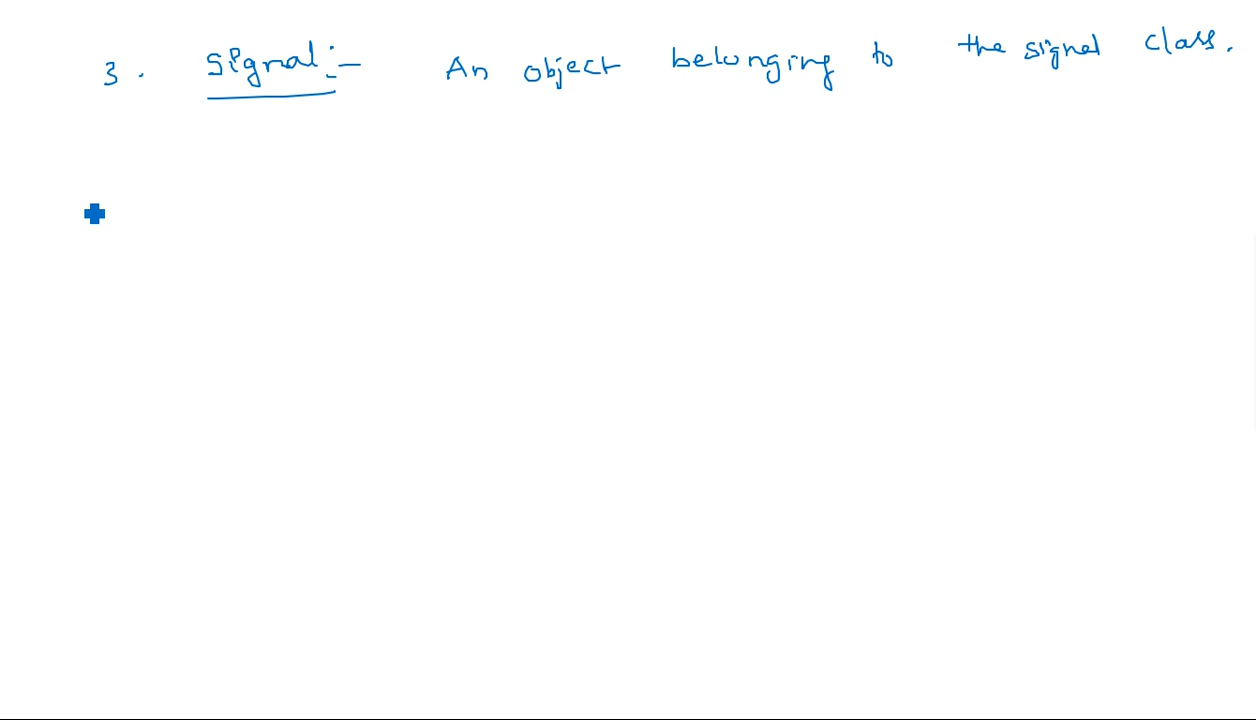 3. Signal:- An object belonging to the signal class.